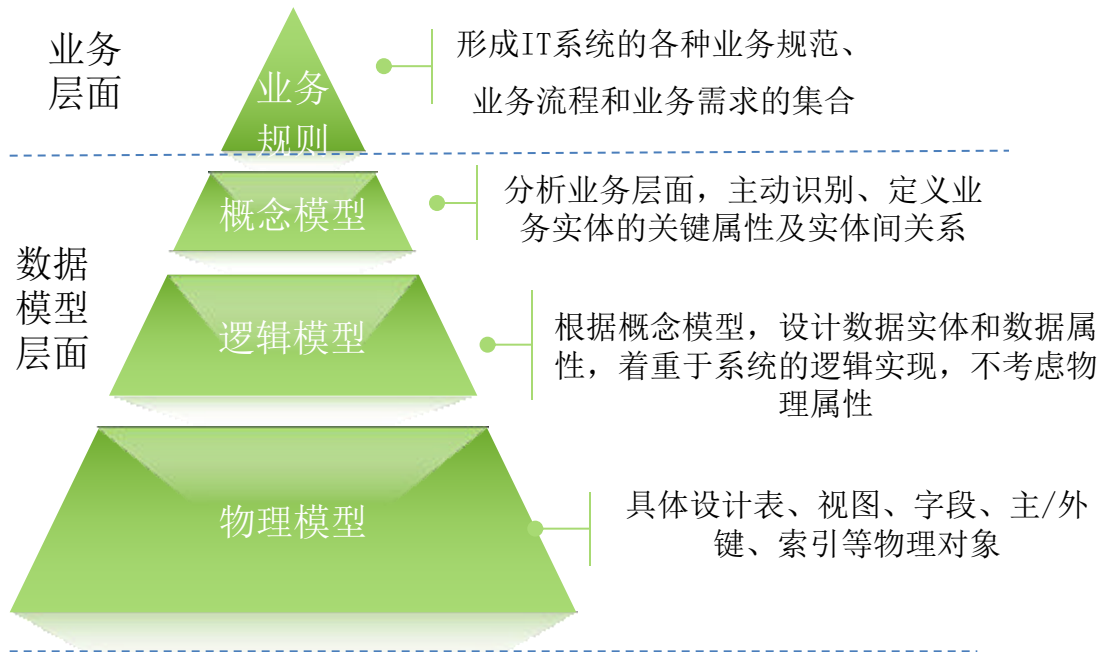 业务
层面
业务
规则
形成IT系统的各种业务规范、
业务流程和业务需求的集合
数据
模型
层面
概念模型
分析业务层面，主动识别、定义业
务实体的关键属性及实体间关系
逻辑模型
根据概念模型，设计数据实体和数据属
性，着重于系统的逻辑实现，不考虑物
理属性
物理模型
具体设计表、视图、字段、主/外
键、索引等物理对象